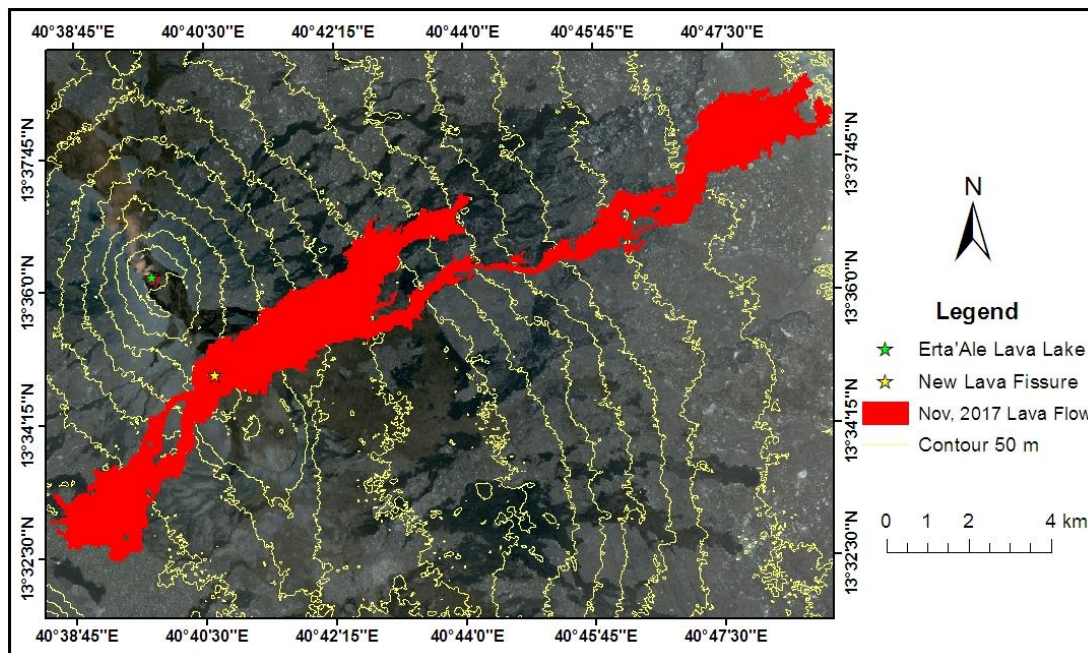 40°38'45"E 40°40'30"E 40°42'15"E 40°44'0"E 40°45'45"E 40°47'30"E
13°37'45"N
13°36'0"N
13°34'15"N
13°32'30"N
13°37'45"N
13°36'0"N
13°34'15"N
13°32'30"N
40°38'45"E 40°40'30"E 40°42'15"E 40°44'0"E 40°45'45"E 40°47'30"E
N
Legend
Erta'Ale Lava Lake
New Lava Fissure
Nov, 2017 Lava Flow
Contour 50 m
0 1 2 4 km